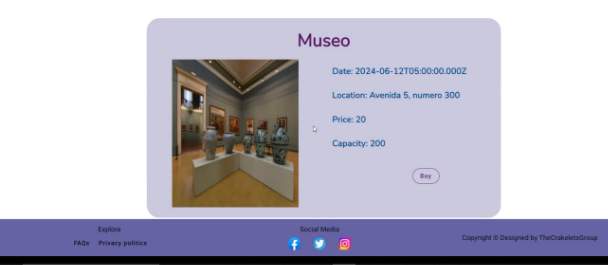 Museo
Date: 2024-06-12T05:00:00.000Z
Location: Avenida 5, numero 300
Price: 20
Capacity: 200
Buy
Explore
FAQs Privacy politics
Social Media
Copyright © Designed by TheCrakeletsGroup